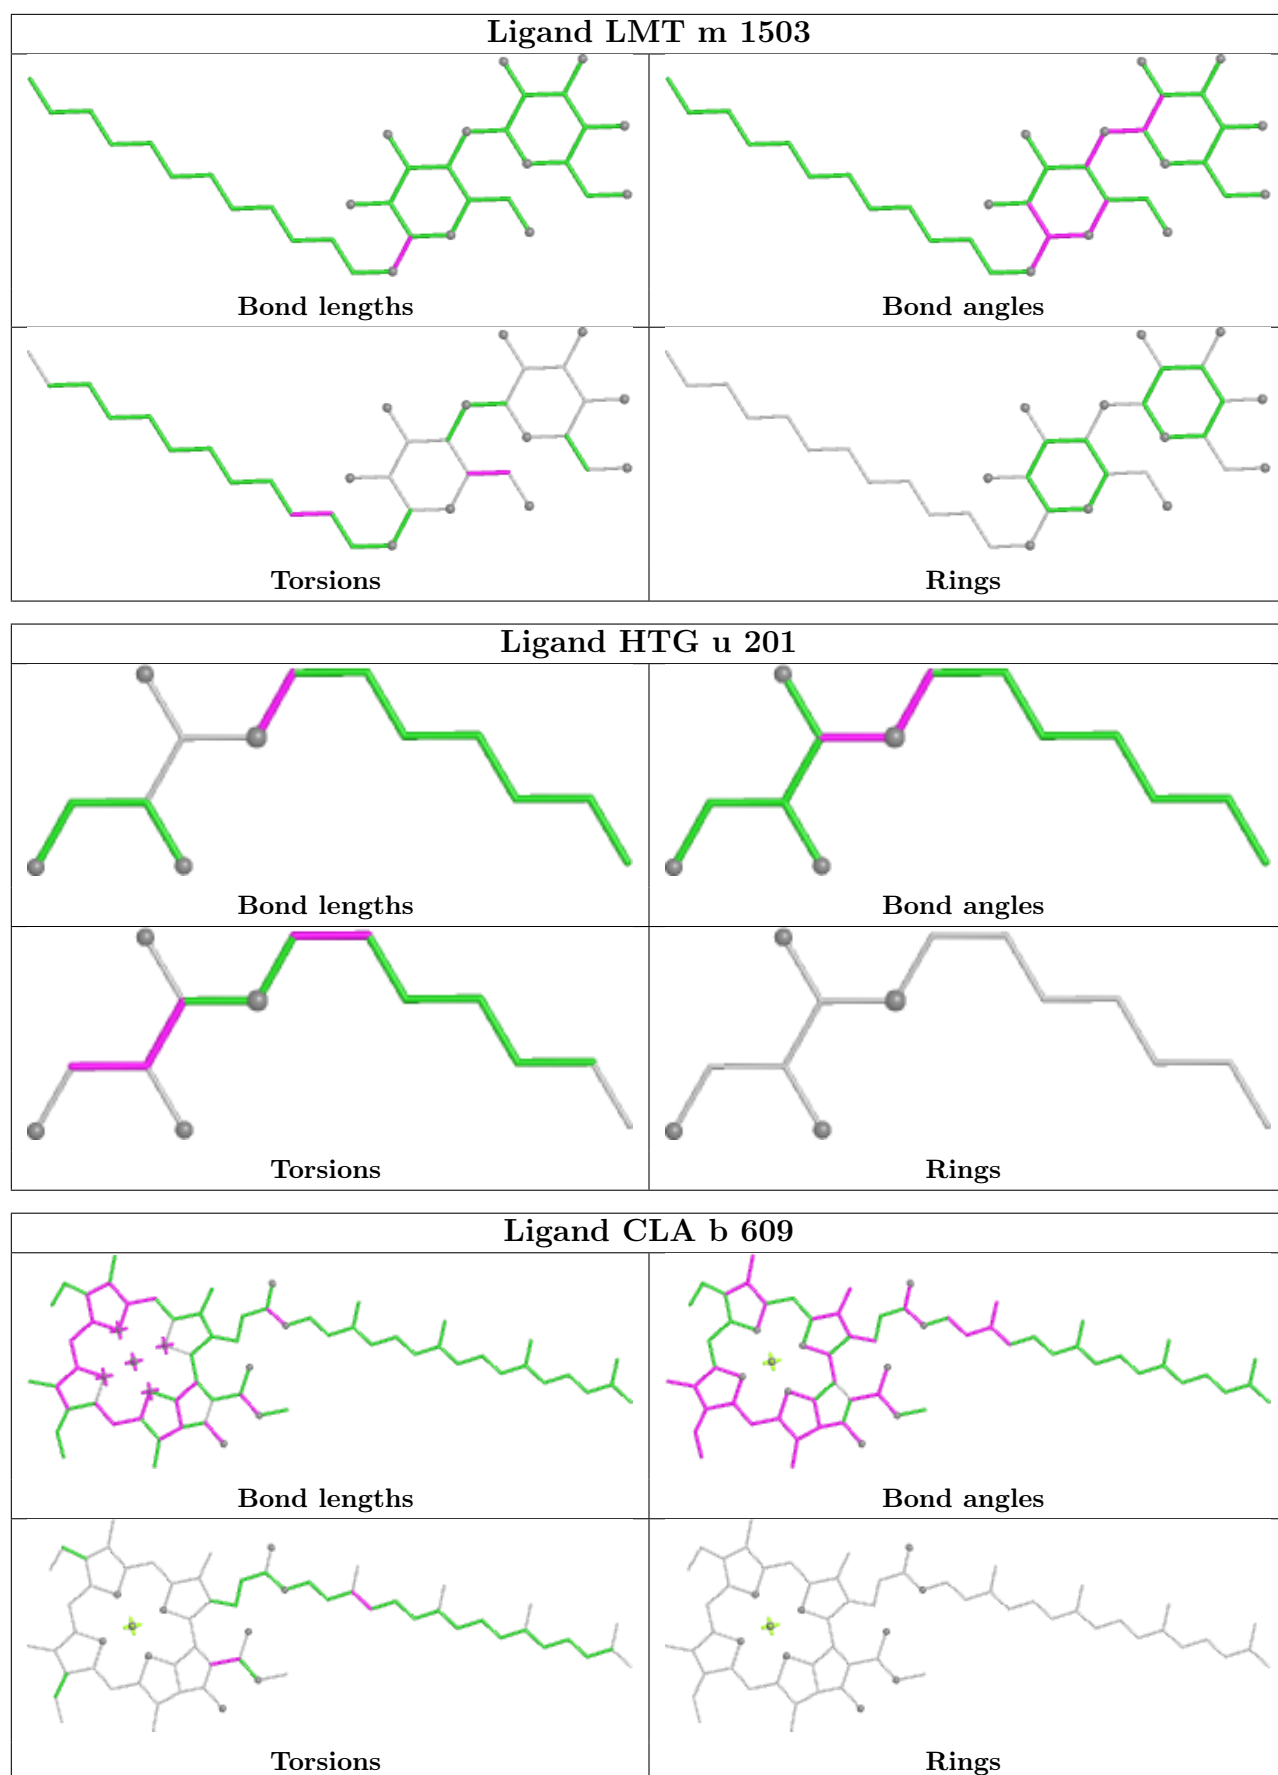 Ligand LMT m 1503
Bond lengths
Bond angles
Torsions
Rings
Ligand HTG u 201
Bond lengths
Bond angles
Torsions
Rings
Ligand CLA b 609
Bond lengths
Bond angles
Torsions
Rings